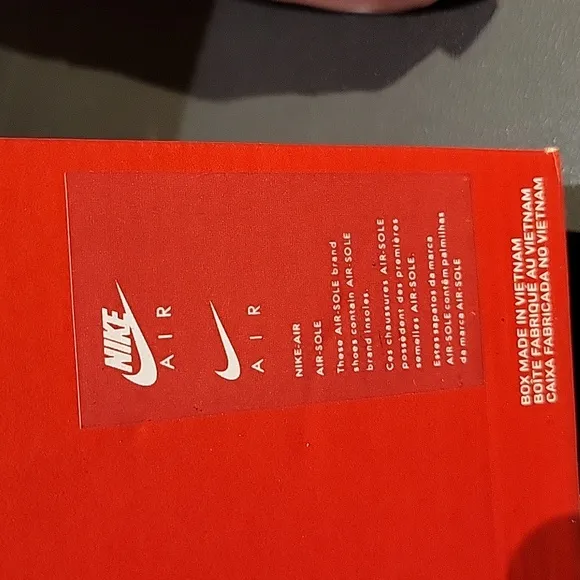 NIKE
AIR
AIR
NIKE-AIR
AIR-SOLE
These AIR-SOLE brand
shoes contain AIR-SOLE
brand insoles.
Ces chaussures AIR-SOLE
possèdent des premières
semelles AIR-SOLE.
Estes sapatos da marca
AIR-SOLE contêm palmilhas
da marca AIR-SOLE
BOX MADE IN VIETNAM
BOÎTE FABRIQUÉ AU VIETNAM
CAIXA FABRICADA NO VIETNAM